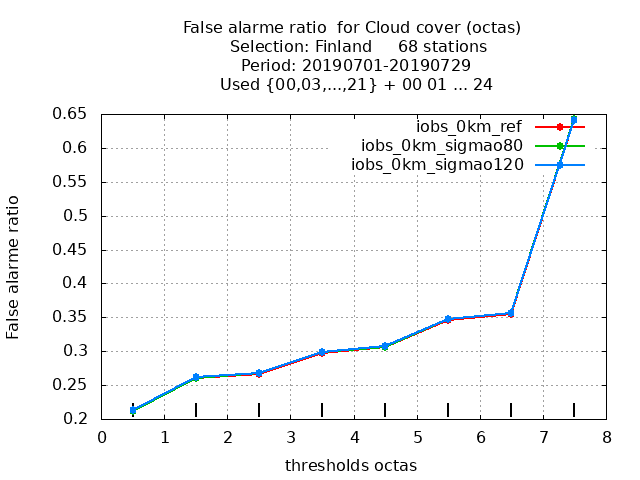 False alarme ratio  for Cloud cover (octas)
Selection: Finland     68 stations
Period: 20190701-20190729
Used {00,03,...,21} + 00 01 ... 24
iobs_0km_ref
iobs_0km_sigmao80
iobs_0km_sigmao120
False alarme ratio
0.65
0.6
0.55
0.5
0.45
0.4
0.35
0.3
0.25
0.2
0 1 2 3 4 5 6 7 8
thresholds octas